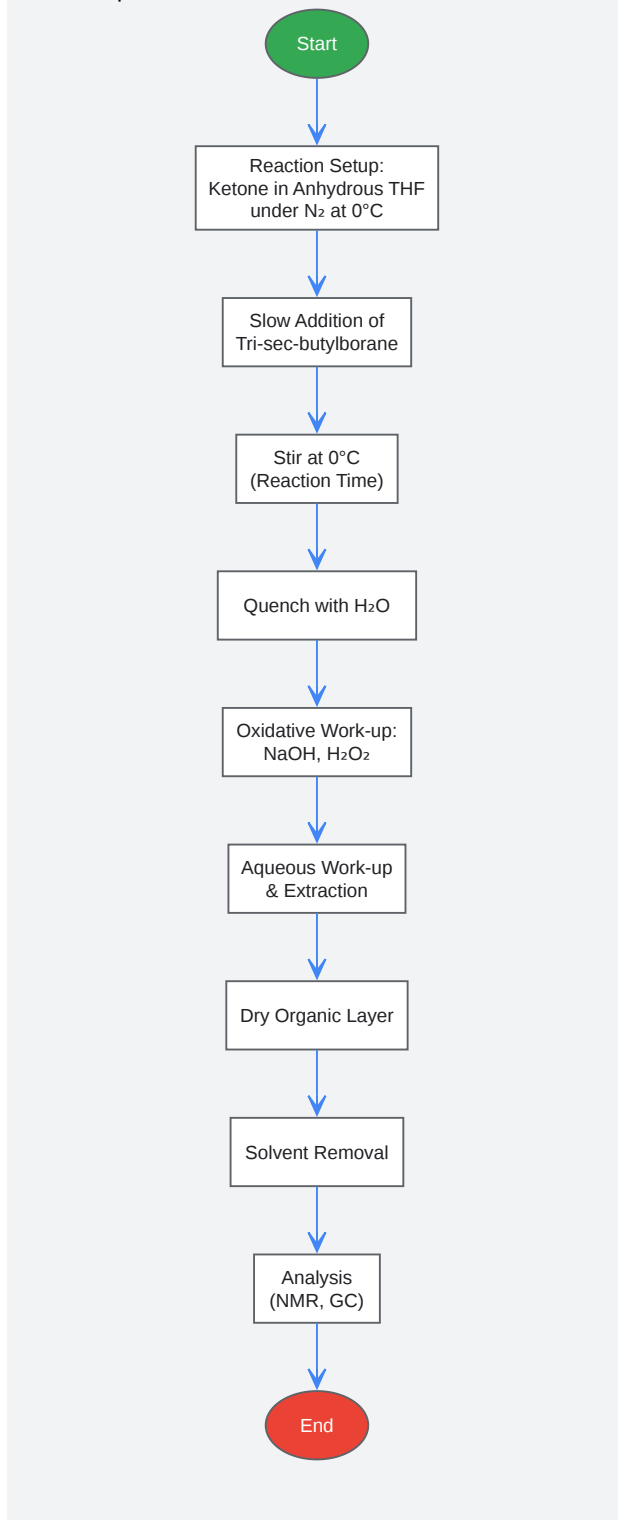 Start
Reaction Setup:
Ketone in Anhydrous THF
under N₂ at 0°C
Slow Addition of
Tri-sec-butylborane
Stir at 0°C
(Reaction Time)
Quench with H₂O
Oxidative Work-up:
NaOH, H₂O₂
Aqueous Work-up
& Extraction
Dry Organic Layer
Solvent Removal
Analysis
(NMR, GC)
End